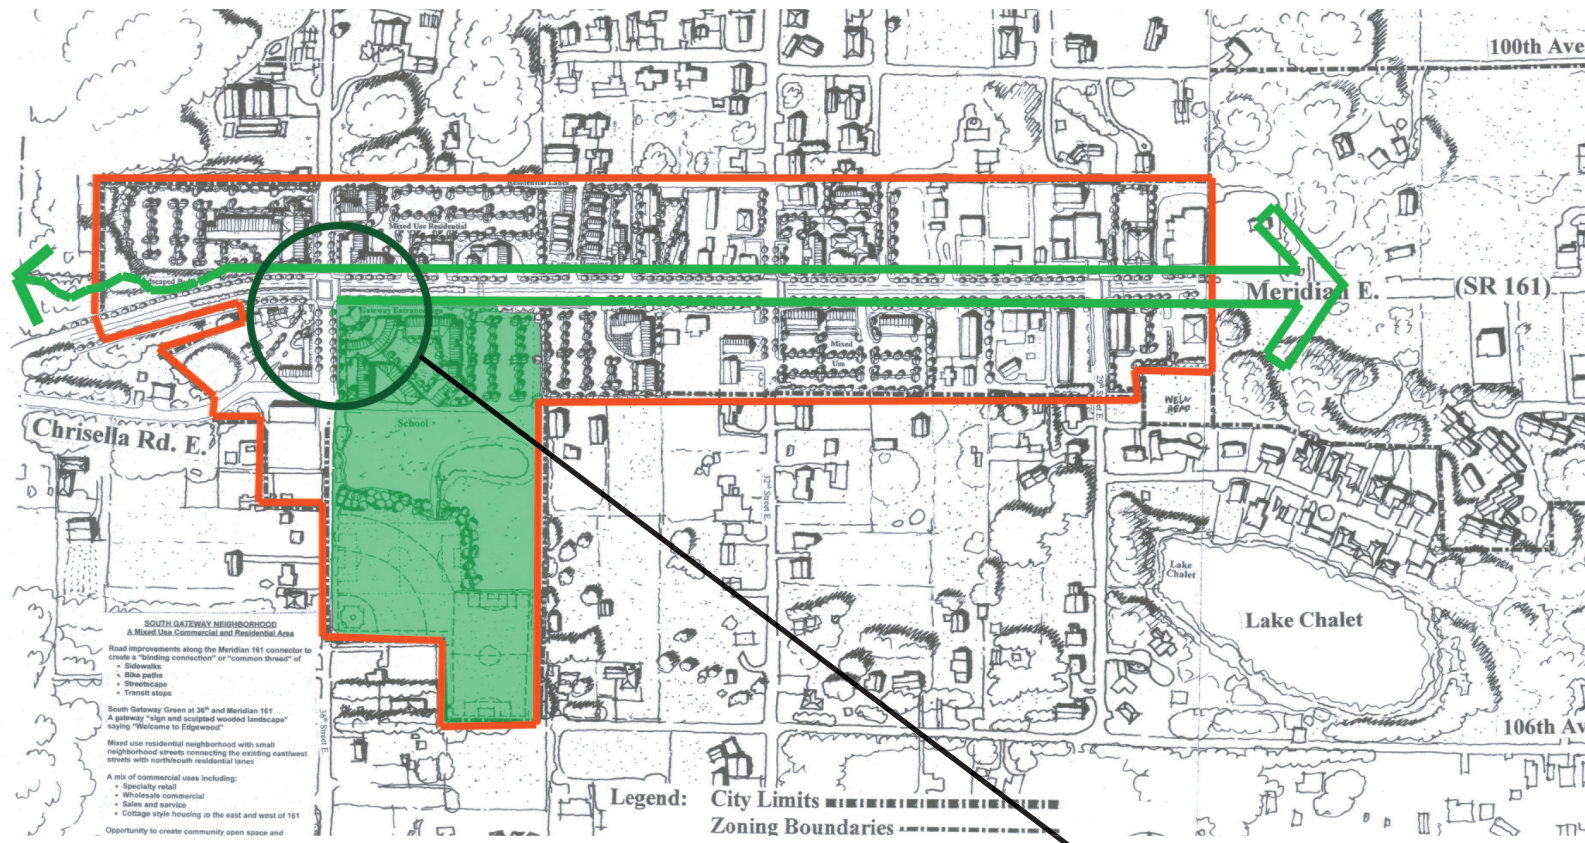 100th Ave
Residential Lanes
Mixed Use Residential
Meridian E.
(SR 161)
Gateway Entrance
Mixed
Use
WELL
HEAD
Chrisella Rd. E.
School
32nd Street E.
29th Street E.
Lake
Chalet
Lake Chalet
SOUTH GATEWAY NEIGHBORHOOD
A Mixed Use Commercial and Residential Area
Road improvements along the Meridian 161 connector to
create a "binding connection" or "common thread" of
• Sidewalks
• Bike paths
• Streetscape
• Transit stops
South Gateway Green at 36th and Meridian 161
A gateway "sign and sculpted wooded landscape"
saying "Welcome to Edgewood"
Mixed use residential neighborhood with small
neighborhood streets connecting the existing east/west
streets with north/south residential lanes
A mix of commercial uses including:
• Specialty retail
• Wholesale commercial
• Sales and service
• Cottage style housing to the east and west of 161
Opportunity to create community open space and
36th Street E.
106th Av
Legend: City Limits
Zoning Boundaries